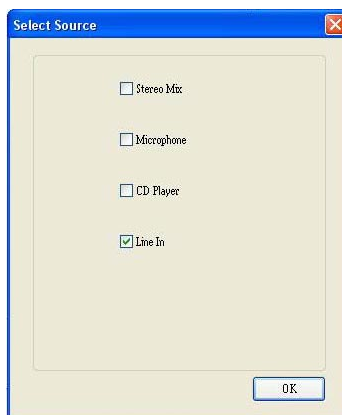 Select Source
Stereo Mix
Microphone
CD Player
Line In
OK